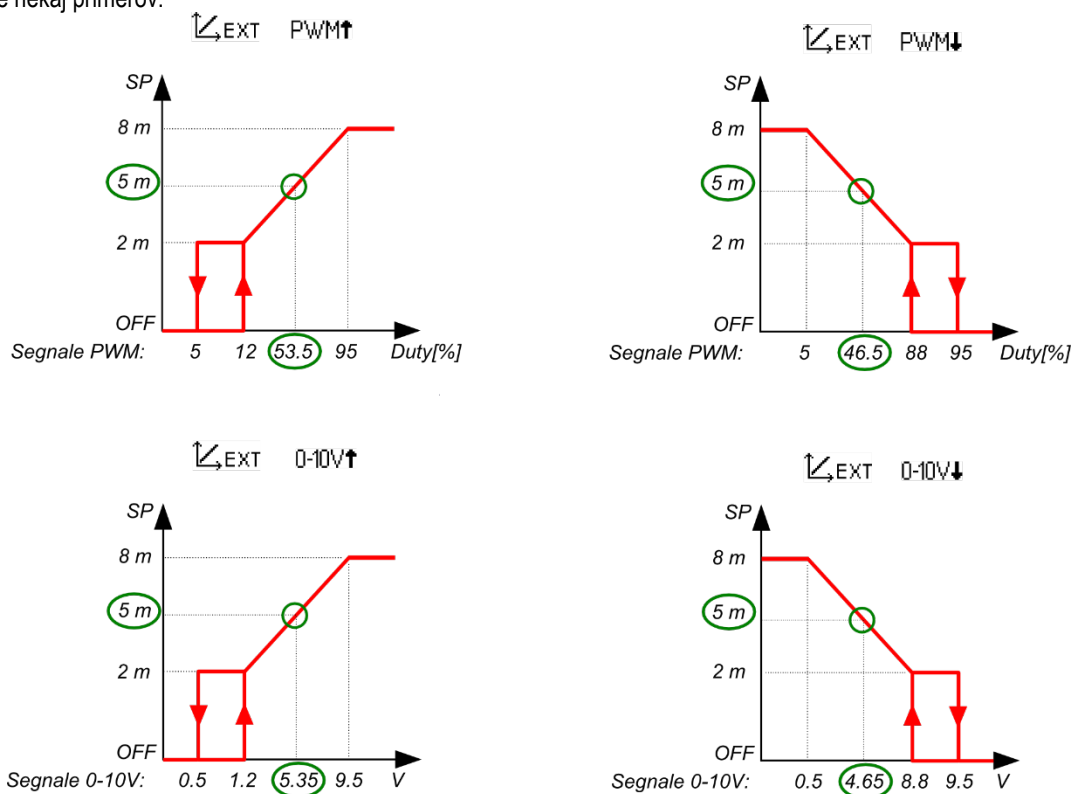 e nekaj primerov:
EXT PWM↑
SP
8 m
5 m
2 m
OFF
Segnale PWM: 5 12 53.5 95 Duty[%]
EXT PWM↓
SP
8 m
5 m
2 m
OFF
Segnale PWM: 5 46.5 88 95 Duty[%]
EXT 0-10V↑
SP
8 m
5 m
2 m
OFF
Segnale 0-10V: 0.5 1.2 5.35 9.5 V
EXT 0-10V↓
SP
8 m
5 m
2 m
OFF
Segnale 0-10V: 0.5 4.65 8.8 9.5 V